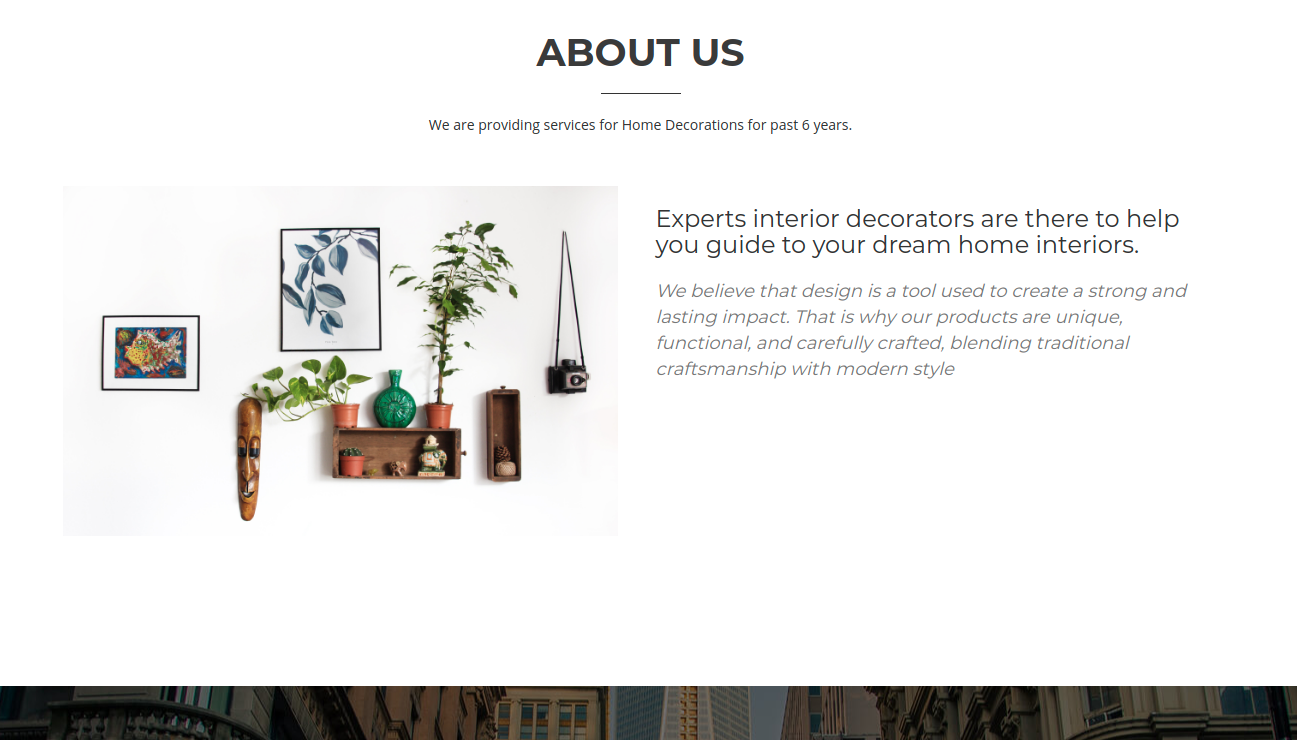 ABOUT US
We are providing services for Home Decorations for past 6 years.
Experts interior decorators are there to help
you guide to your dream home interiors.
We believe that design is a tool used to create a strong and
lasting impact. That is why our products are unique,
functional, and carefully crafted, blending traditional
craftsmanship with modern style